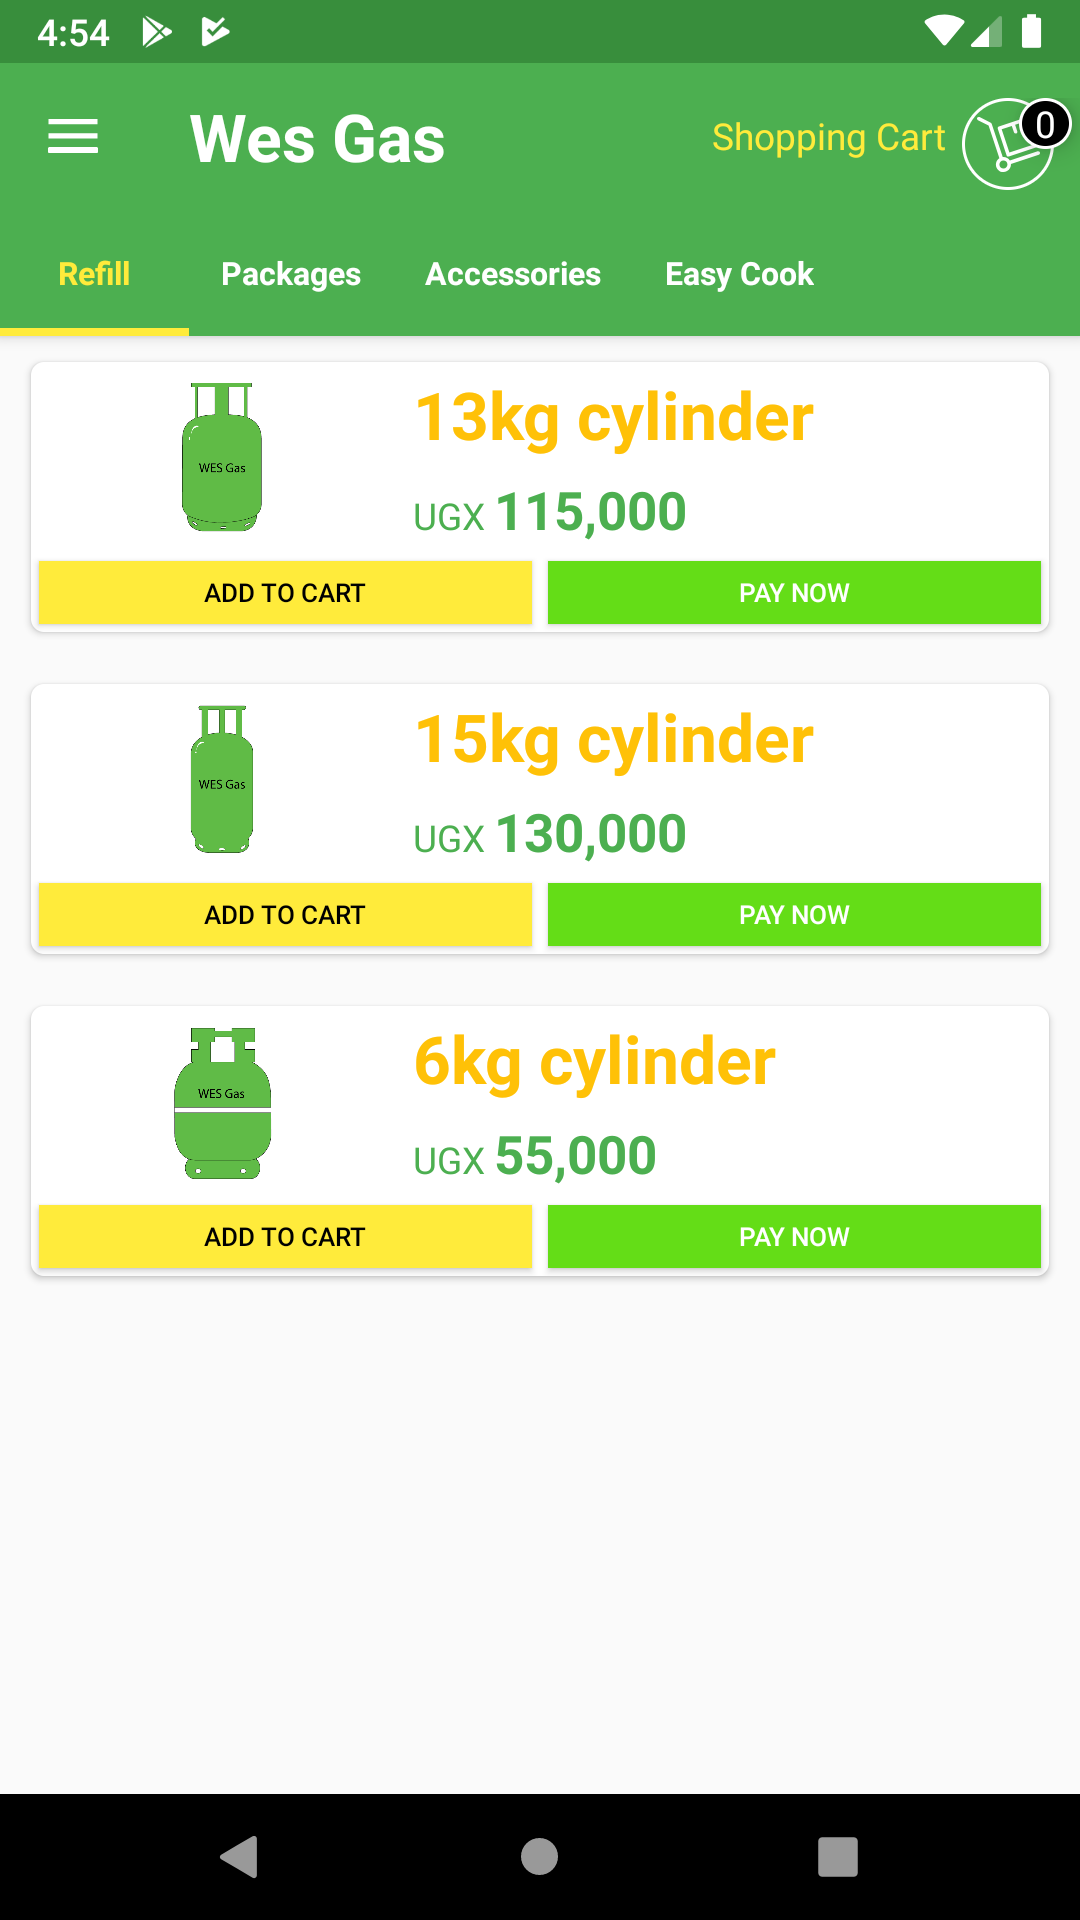 4:54
Wes Gas
Shopping Cart
0
Refill
Packages
Accessories
Easy Cook
WES Gas
13kg cylinder
UGX 115,000
ADD TO CART
PAY NOW
WES Gas
15kg cylinder
UGX 130,000
ADD TO CART
PAY NOW
WES Gas
6kg cylinder
UGX 55,000
ADD TO CART
PAY NOW